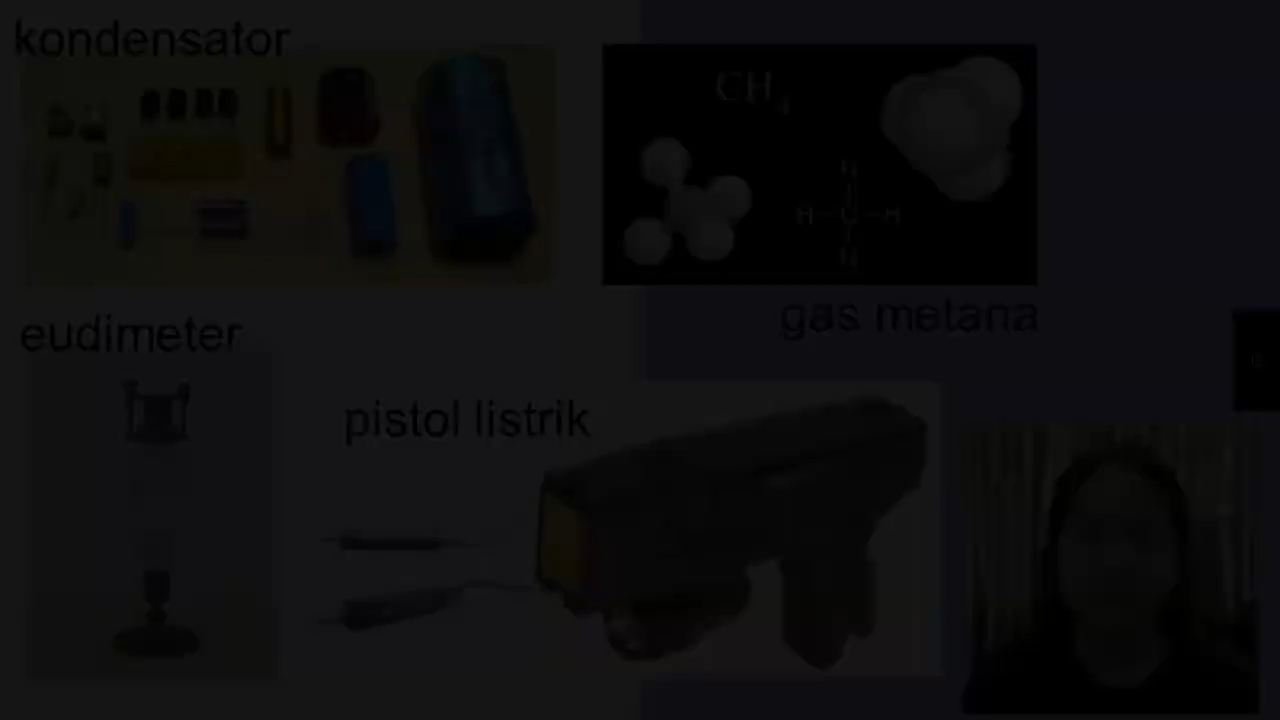 kondensator
CH4
H
H C H
H
gas metana
eudimeter
pistol listrik